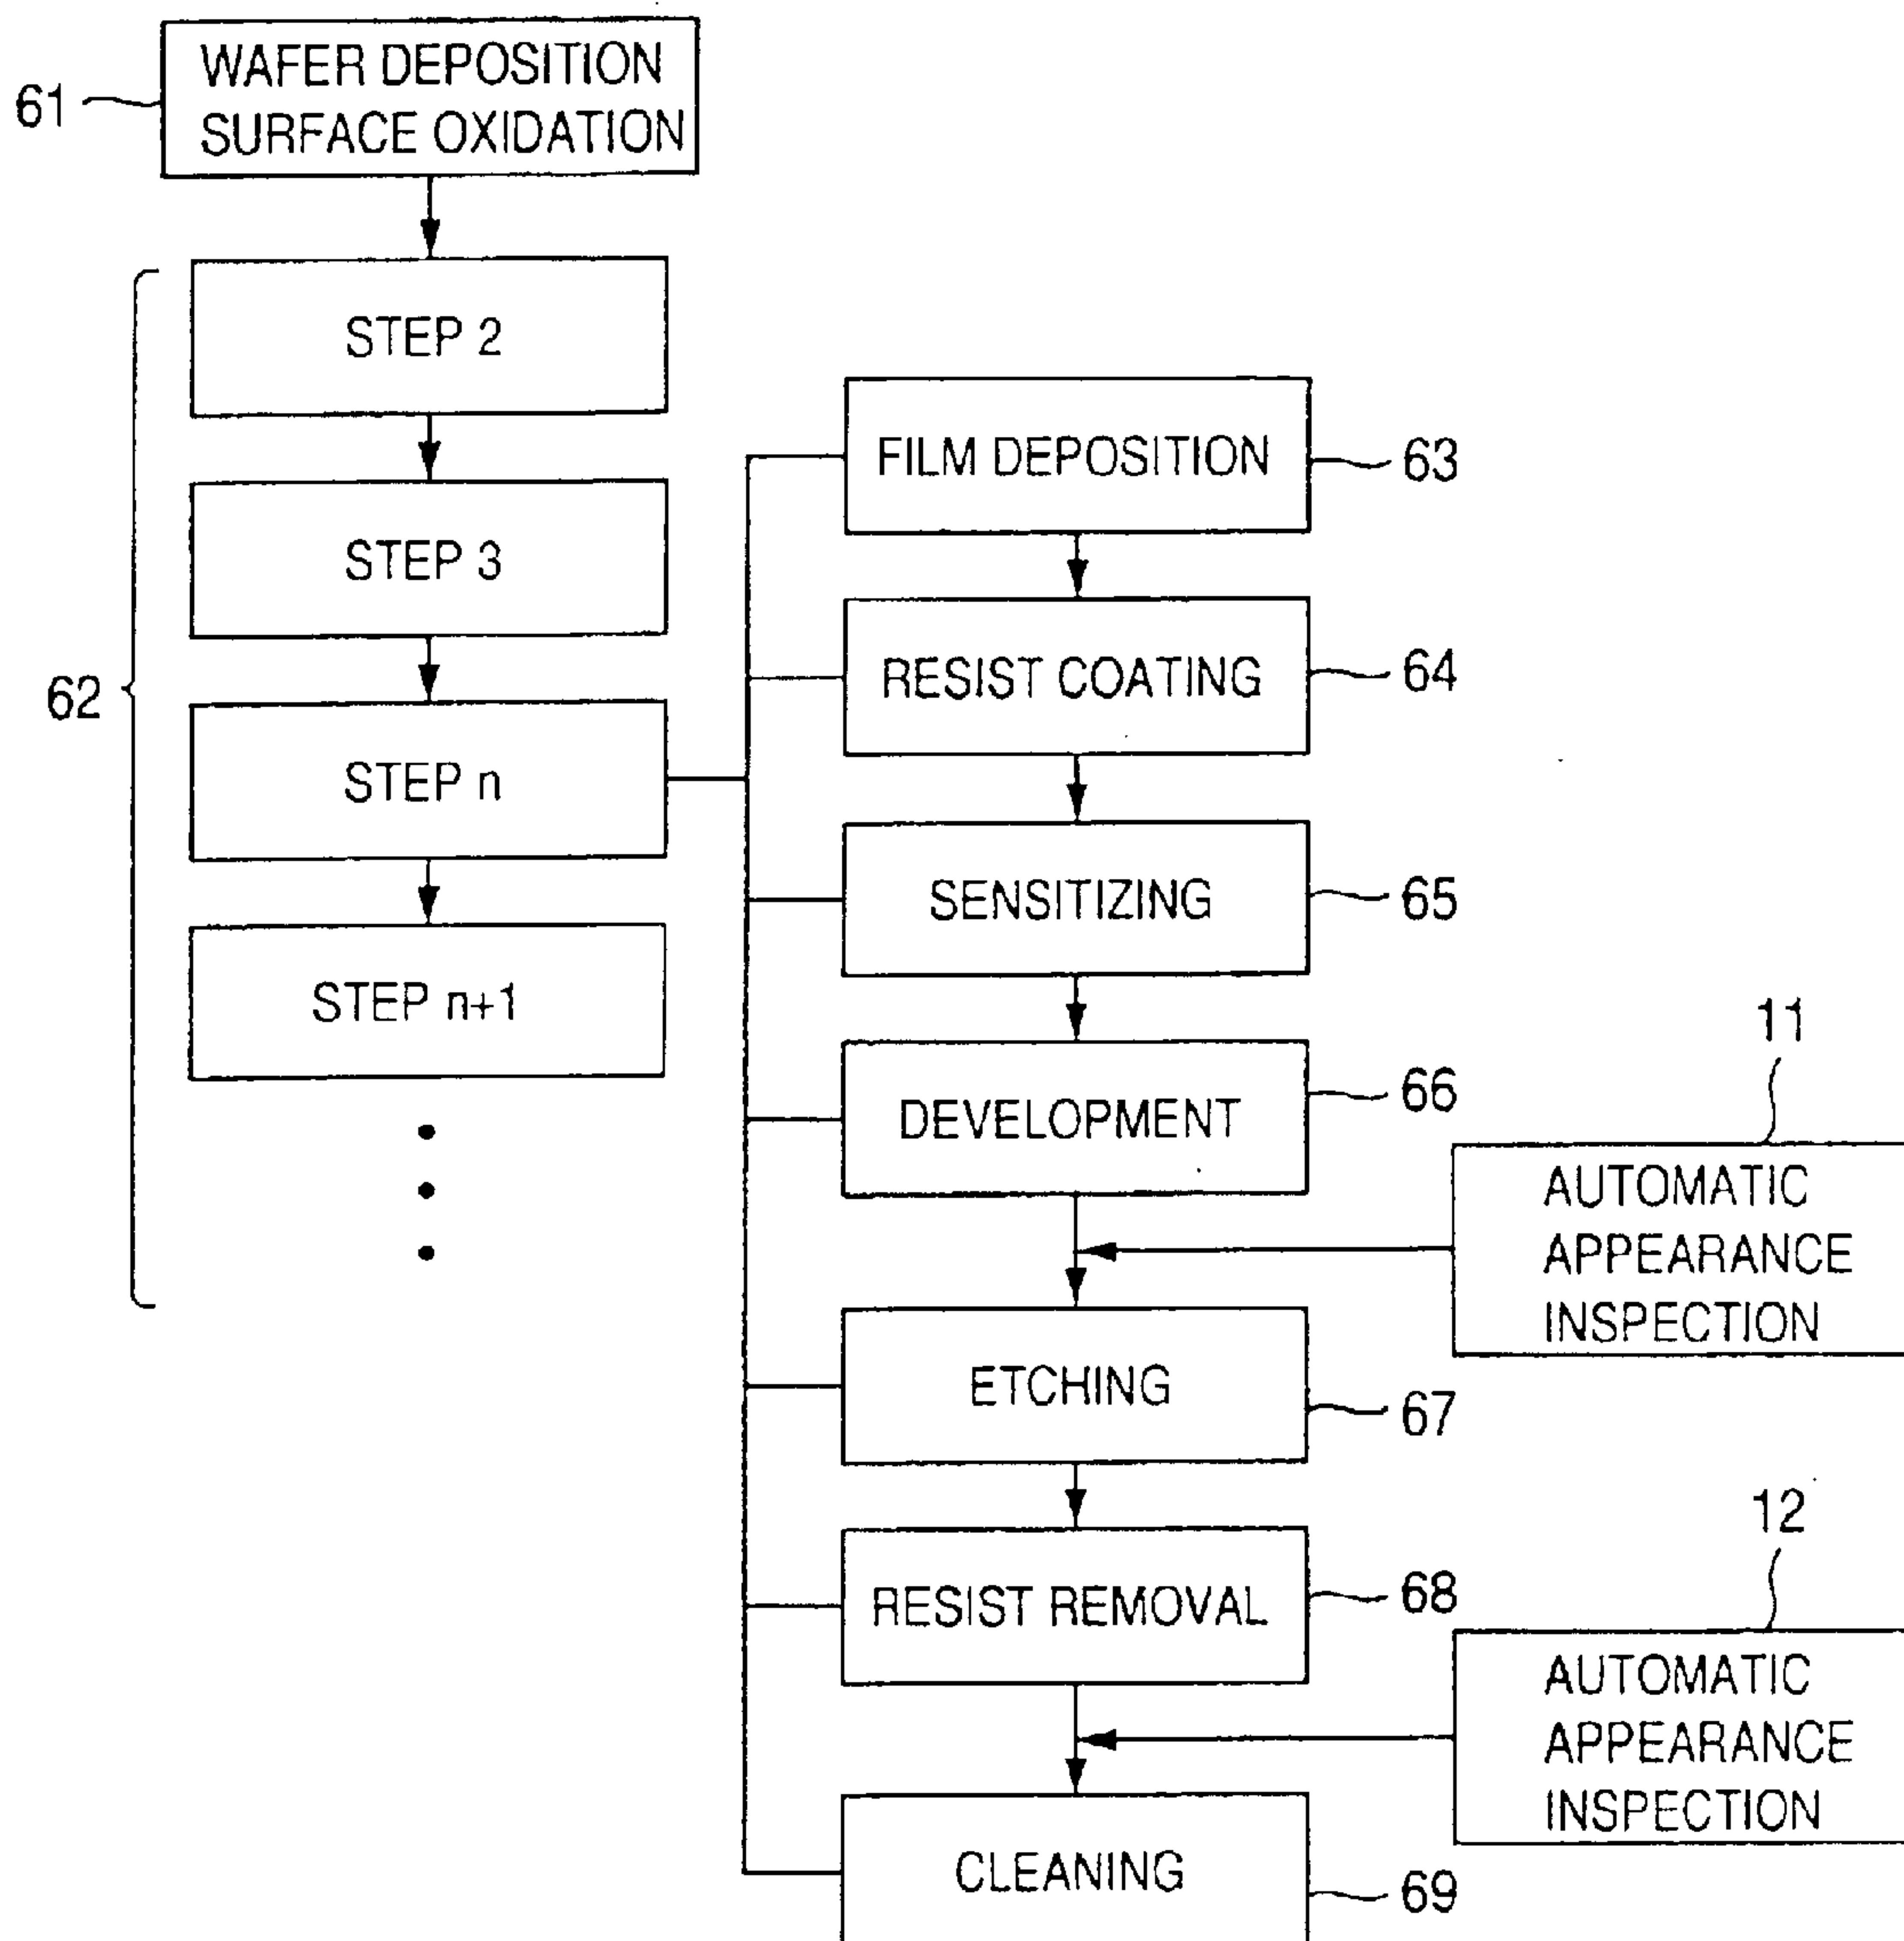 61
WAFER DEPOSITION
SURFACE OXIDATION
62
STEP 2
STEP 3
STEP n
STEP n+1
FILM DEPOSITION
63
RESIST COATING
64
SENSITIZING
65
DEVELOPMENT
66
11
AUTOMATIC
APPEARANCE
INSPECTION
ETCHING
67
RESIST REMOVAL
68
12
AUTOMATIC
APPEARANCE
INSPECTION
CLEANING
69